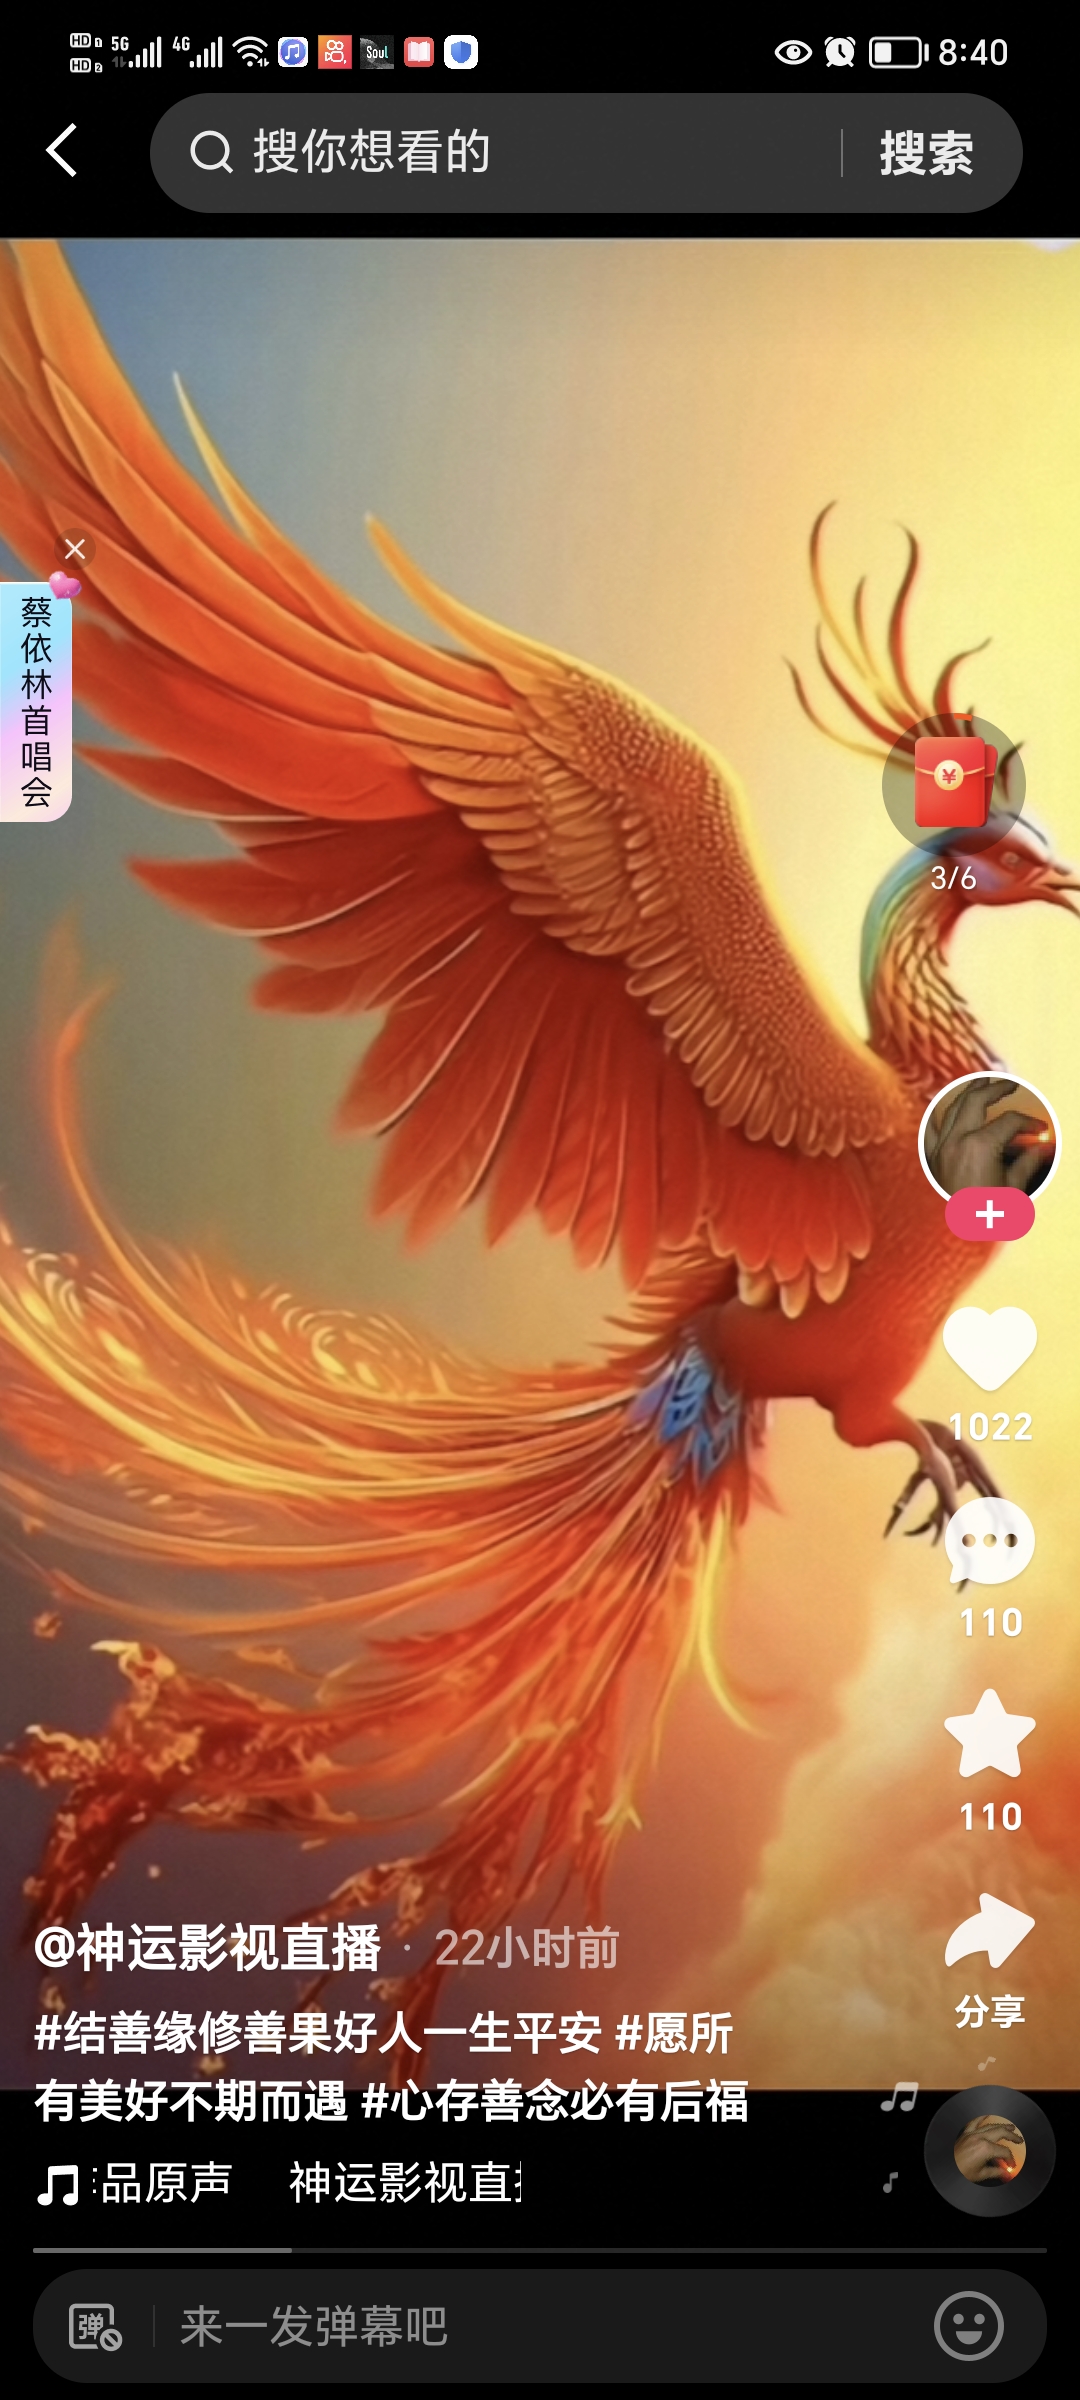 HD 1 5G 4G Soul 8:40
HD 2
搜你想看的 搜索
蔡依林首唱会
¥
3/6
1022
110
110
@神运影视直播 · 22小时前
分享
#结善缘修善果好人一生平安 #愿所
有美好不期而遇 #心存善念必有后福
品原声 神运影视直
弹 来一发弹幕吧